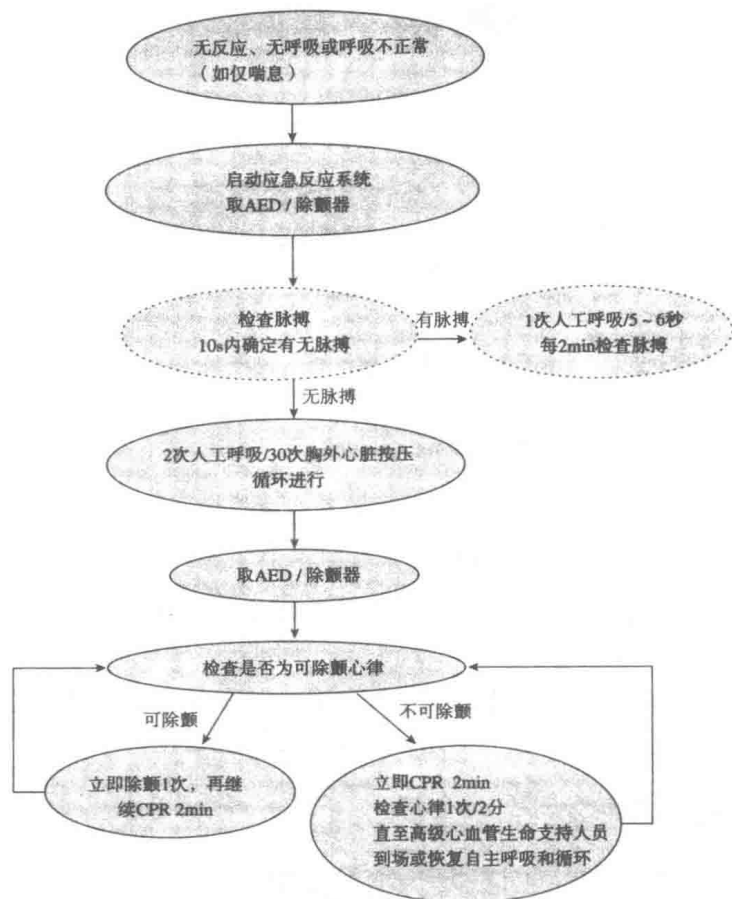 无反应、无呼吸或呼吸不正常
（如仅喘息）
启动应急反应系统
取AED / 除颤器
检查脉搏
10s内确定有无脉搏
有脉搏
1次人工呼吸/5～6秒
每2min检查脉搏
无脉搏
2次人工呼吸/30次胸外心脏按压
循环进行
取AED / 除颤器
检查是否为可除颤心律
可除颤
不可除颤
立即除颤1次，再继
续CPR 2min
立即CPR 2min
检查心律1次/2分
直至高级心血管生命支持人员
到场或恢复自主呼吸和循环